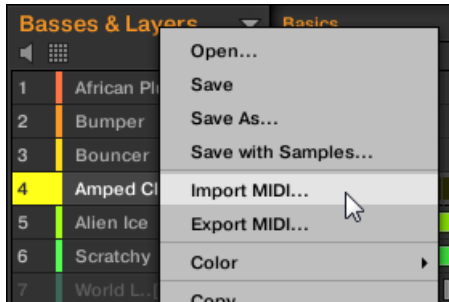 Basses & Layers
Basics
Open...
Save
1 African Pl
Save As...
2 Bumper
Save with Samples...
3 Bouncer
4 Amped Cl
Import MIDI...
5 Alien Ice
Export MIDI...
6 Scratchy
Color
7 World L..[
Copy